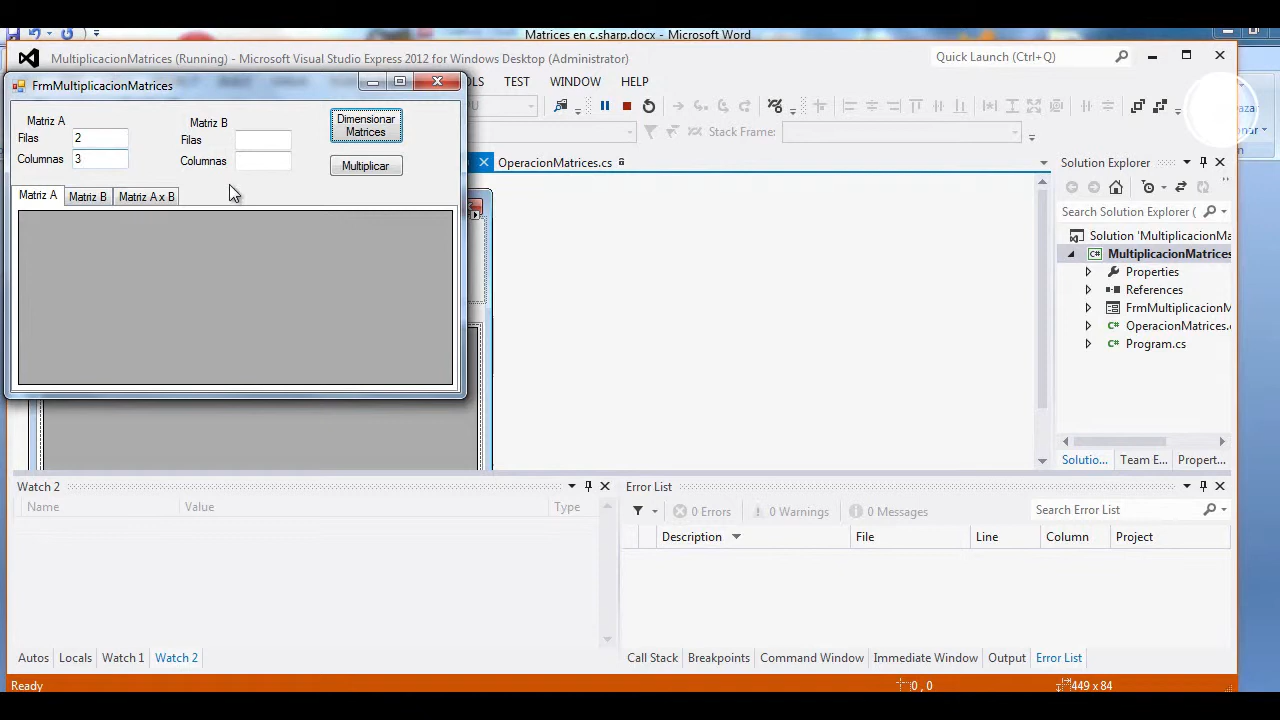 Matrices en c.sharp.docx - Microsoft Word
MultiplicacionMatrices (Running) - Microsoft Visual Studio Express 2012 for Windows Desktop (Administrator)
Quick Launch (Ctrl+Q)
FrmMultiplicacionMatrices
TEST WINDOW HELP
Matriz A
Filas 2
Columnas 3
Matriz B
Filas
Columnas
Dimensionar
Matrices
Multiplicar
Stack Frame:
OperacionMatrices.cs
Matriz A Matriz B Matriz A x B
Solution Explorer
Search Solution Explorer (
Solution 'MultiplicacionMa
MultiplicacionMatrices
Properties
References
FrmMultiplicacionM
OperacionMatrices.
Program.cs
Solutio... Team E... Propert...
Watch 2
Name Value Type
Error List
0 Errors 0 Warnings 0 Messages
Search Error List
Description File Line Column Project
Autos Locals Watch 1 Watch 2
Call Stack Breakpoints Command Window Immediate Window Output Error List
Ready
0 , 0
449 x 84